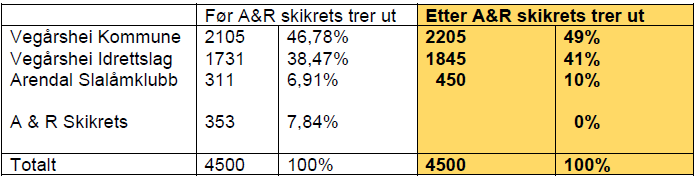 Før A&R skikrets trer ut Etter A&R skikrets trer ut
Vegårshei Kommune 2105 46,78% 2205 49%
Vegårshei Idrettslag 1731 38,47% 1845 41%
Arendal Slalåmklubb 311 6,91% 450 10%
A & R Skikrets 353 7,84% 0%
Totalt 4500 100% 4500 100%